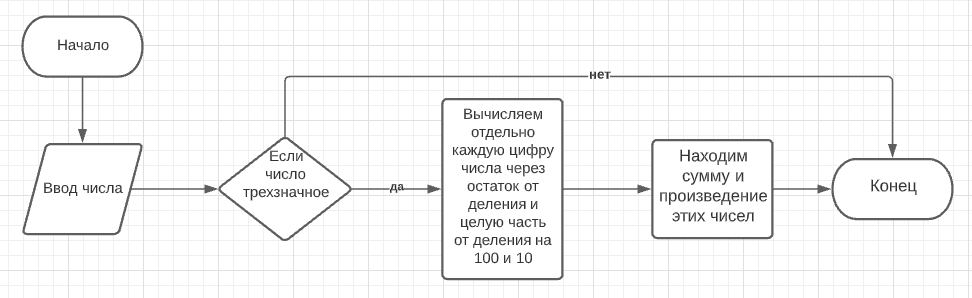 Начало
Ввод числа
Если
число
трехзначное
нет
да
Вычисляем
отдельно
каждую цифру
числа через
остаток от
деления и
целую часть
от деления на
100 и 10
Находим
сумму и
произведение
этих чисел
Конец